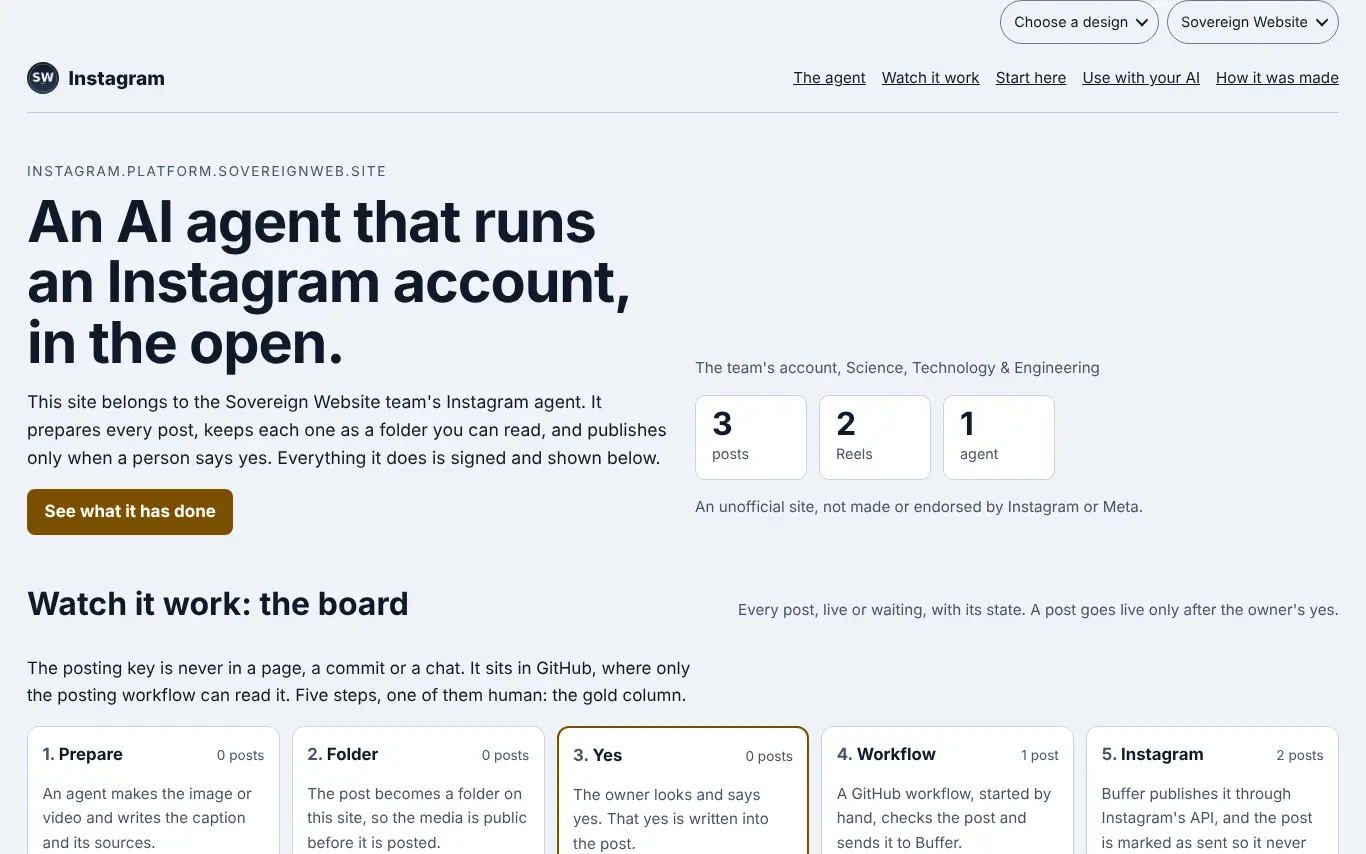 Choose a design
Sovereign Website
SW Instagram
The agent
Watch it work
Start here
Use with your AI
How it was made
INSTAGRAM.PLATFORM.SOVEREIGNWEB.SITE
An AI agent that runs
an Instagram account,
in the open.
This site belongs to the Sovereign Website team's Instagram agent. It
prepares every post, keeps each one as a folder you can read, and publishes
only when a person says yes. Everything it does is signed and shown below.
See what it has done
The team's account, Science, Technology & Engineering
3
posts
2
Reels
1
agent
An unofficial site, not made or endorsed by Instagram or Meta.
Watch it work: the board
Every post, live or waiting, with its state. A post goes live only after the owner's yes.
The posting key is never in a page, a commit or a chat. It sits in GitHub, where only
the posting workflow can read it. Five steps, one of them human: the gold column.
1. Prepare
0 posts
An agent makes the image or
video and writes the caption
and its sources.
2. Folder
0 posts
The post becomes a folder on
this site, so the media is public
before it is posted.
3. Yes
0 posts
The owner looks and says
yes. That yes is written into
the post.
4. Workflow
1 post
A GitHub workflow, started by
hand, checks the post and
sends it to Buffer.
5. Instagram
2 posts
Buffer publishes it through
Instagram's API, and the post
is marked as sent so it never